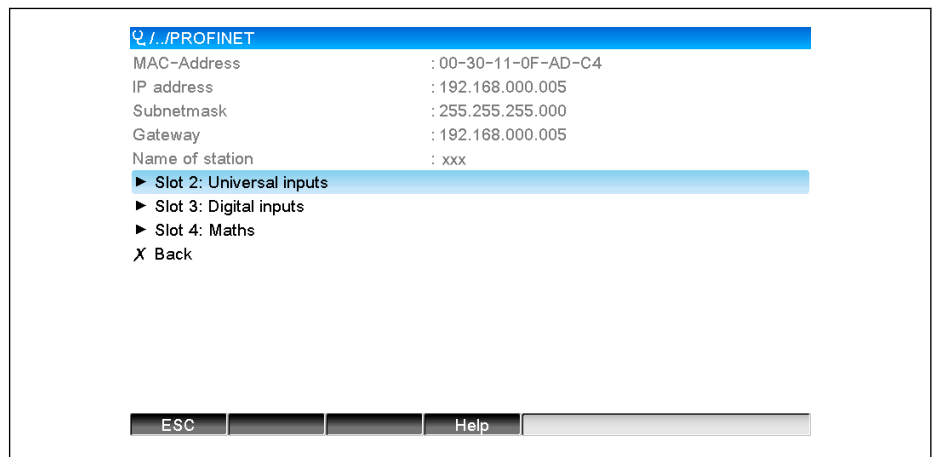 /../PROFINET
MAC-Address : 00-30-11-0F-AD-C4
IP address : 192.168.000.005
Subnetmask : 255.255.255.000
Gateway : 192.168.000.005
Name of station : xxx
► Slot 2: Universal inputs
► Slot 3: Digital inputs
► Slot 4: Maths
X Back
ESC Help